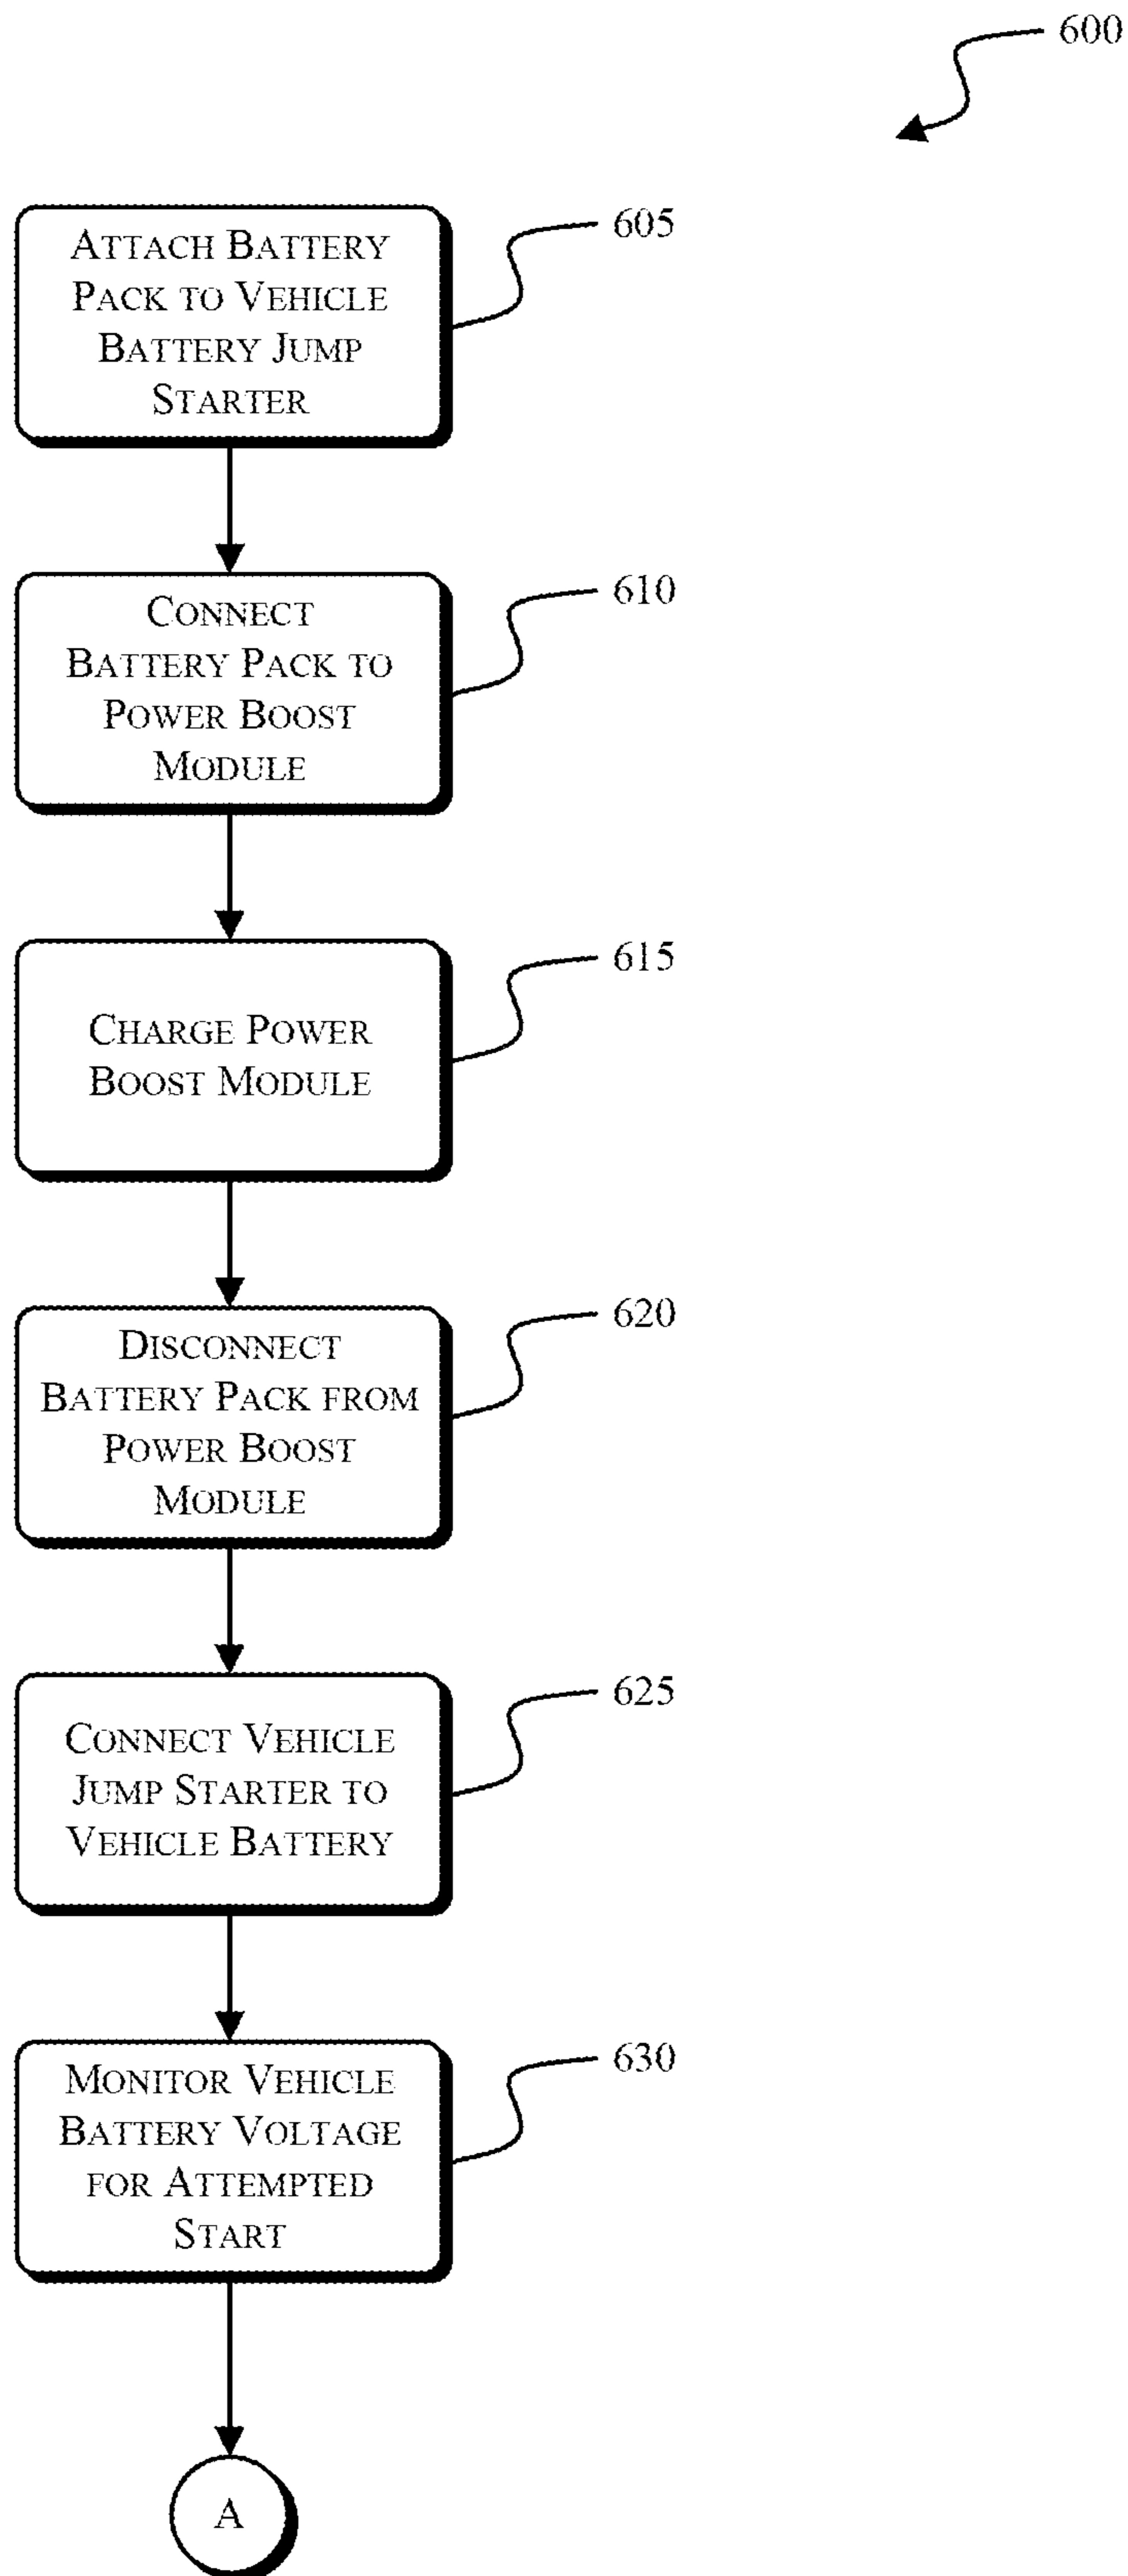 600
ATTACH BATTERY
PACK TO VEHICLE
BATTERY JUMP
STARTER
605
CONNECT
BATTERY PACK TO
POWER BOOST
MODULE
610
CHARGE POWER
BOOST MODULE
615
DISCONNECT
BATTERY PACK FROM
POWER BOOST
MODULE
620
CONNECT VEHICLE
JUMP STARTER TO
VEHICLE BATTERY
625
MONITOR VEHICLE
BATTERY VOLTAGE
FOR ATTEMPTED
START
630
A